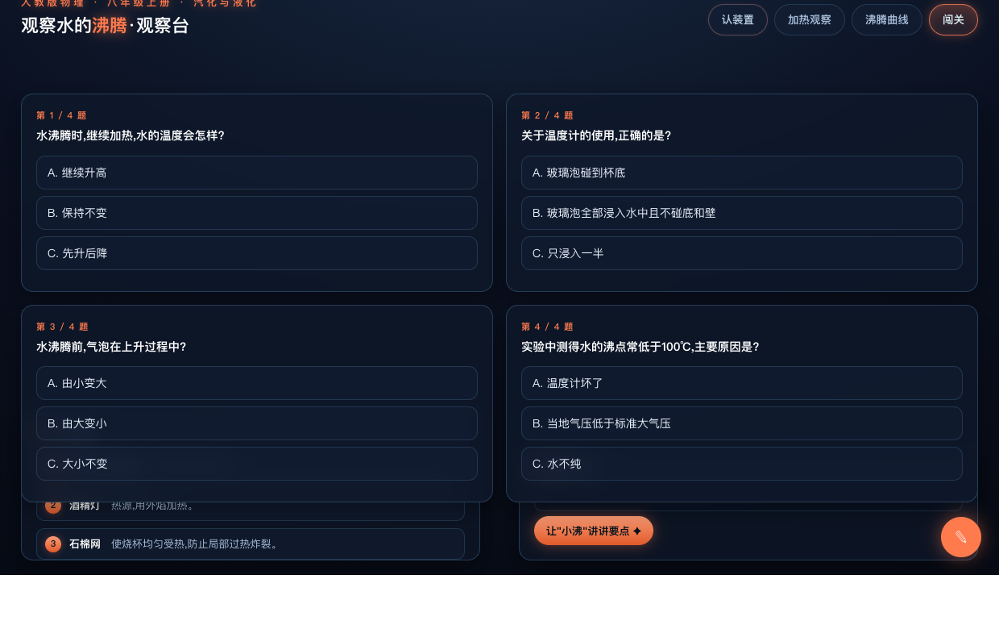 人教版物理 · 八年级上册 · 汽化与液化
观察水的沸腾·观察台
认装置
加热观察
沸腾曲线
闯关
第 1 / 4 题
水沸腾时,继续加热,水的温度会怎样?
A. 继续升高
B. 保持不变
C. 先升后降
第 2 / 4 题
关于温度计的使用,正确的是?
A. 玻璃泡碰到杯底
B. 玻璃泡全部浸入水中且不碰底和壁
C. 只浸入一半
第 3 / 4 题
水沸腾前,气泡在上升过程中?
A. 由小变大
B. 由大变小
C. 大小不变
第 4 / 4 题
实验中测得水的沸点常低于100℃,主要原因是?
A. 温度计坏了
B. 当地气压低于标准大气压
C. 水不纯
2 酒精灯 热源,用外焰加热。
3 石棉网 使烧杯均匀受热,防止局部过热炸裂。
让"小沸"讲讲要点 ✦